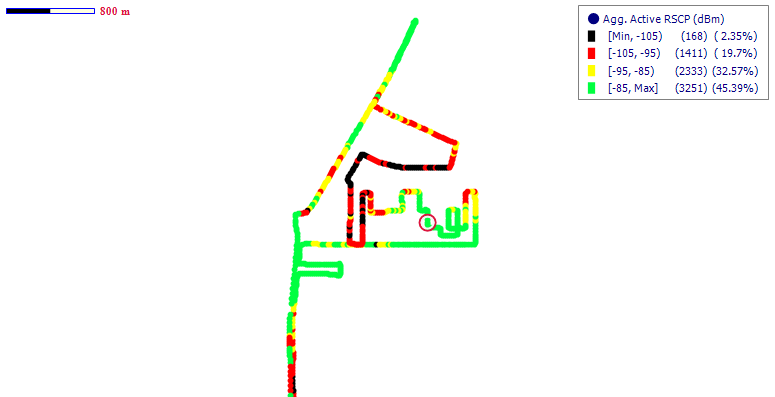 800 m
Agg. Active RSCP (dBm)
[Min, -105) (168) ( 2.35%)
[-105, -95) (1411) ( 19.7%)
[-95, -85) (2333) (32.57%)
[-85, Max] (3251) (45.39%)